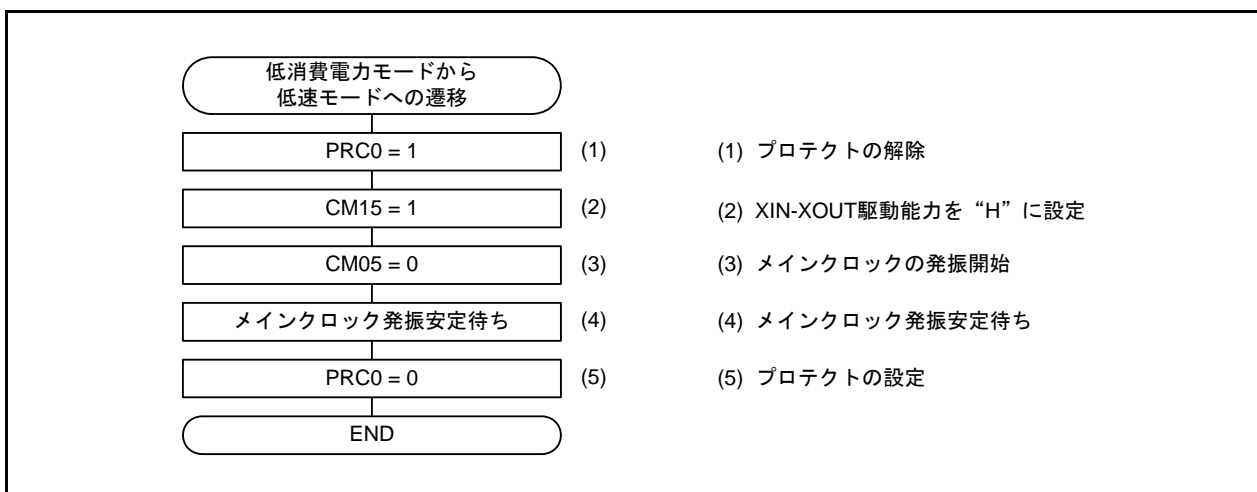 低消費電力モードから
低速モードへの遷移
PRC0 = 1 (1) (1) プロテクトの解除
CM15 = 1 (2) (2) XIN-XOUT駆動能力を“H”に設定
CM05 = 0 (3) (3) メインクロックの発振開始
メインクロック発振安定待ち (4) (4) メインクロック発振安定待ち
PRC0 = 0 (5) (5) プロテクトの設定
END